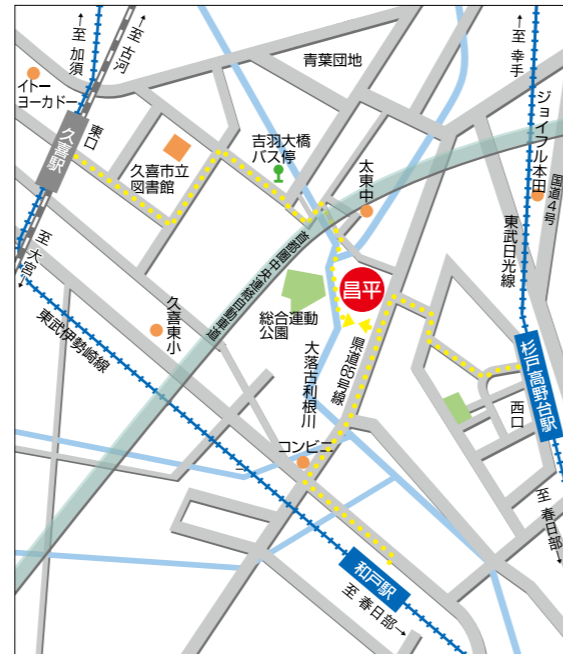 ←至 加須
←至 古河
青葉団地
←至 幸手
イトー
ヨーカドー
東口
久喜駅
久喜市立
図書館
吉羽大橋
バス停
太東中
ジョイフル本田
国道4号
東武日光線
至 大宮→
首都圏中央連絡自動車道
昌平
総合運動
公園
久喜東小
東武伊勢崎線
大落古利根川
県道65号線
杉戸高野台駅
西口
コンビニ
至 春日部→
和戸駅
至 春日部→